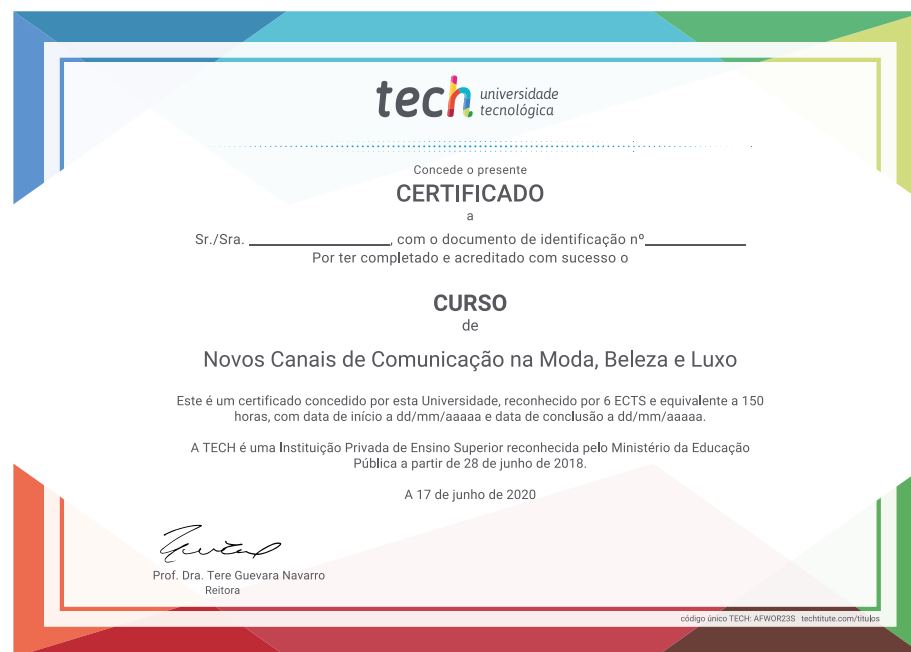 tech universidade
tecnológica
Concede o presente
CERTIFICADO
a
Sr./Sra. ________________, com o documento de identificação nº____________
Por ter completado e acreditado com sucesso o
CURSO
de
Novos Canais de Comunicação na Moda, Beleza e Luxo
Este é um certificado concedido por esta Universidade, reconhecido por 6 ECTS e equivalente a 150
horas, com data de início a dd/mm/aaaaa e data de conclusão a dd/mm/aaaaa.
A TECH é uma Instituição Privada de Ensino Superior reconhecida pelo Ministério da Educação
Pública a partir de 28 de junho de 2018.
A 17 de junho de 2020
Prof. Dra. Tere Guevara Navarro
Reitora
código único TECH: AFWOR23S techtitute.com/titulos